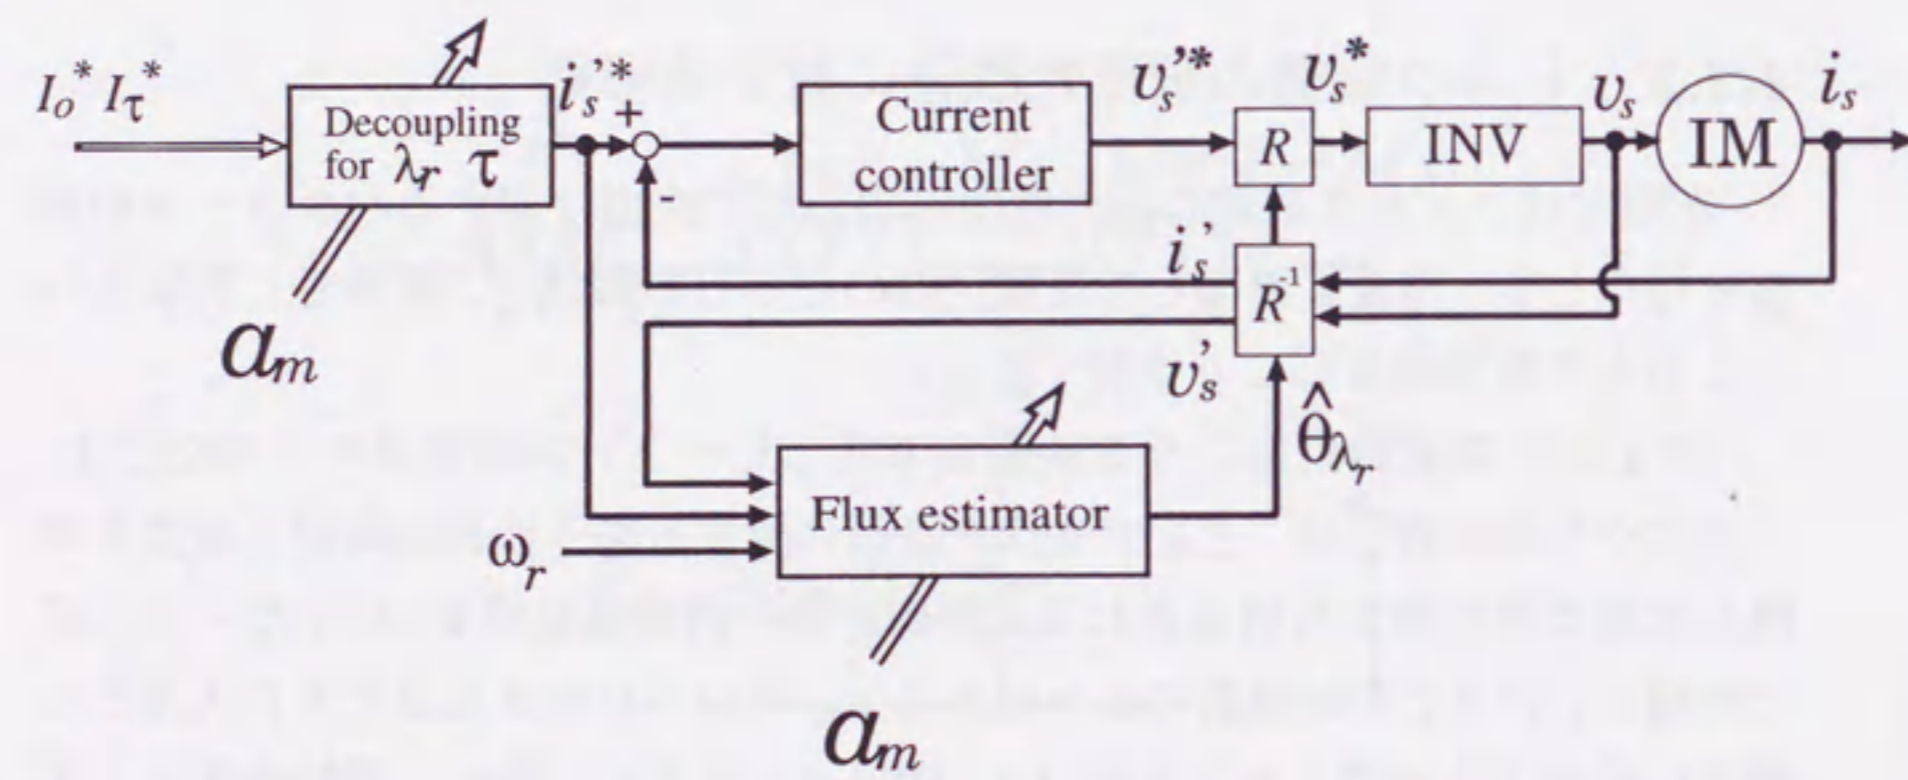 I_o^* I_τ^*
Decoupling
for λ_r τ
i_s'^*
+
-
Current
controller
v_s'^*
R
v_s^*
INV
v_s
IM
i_s
i_s'
R^-1
v_s'
θ̂_λ_r
a_m
Flux estimator
ω_r
a_m